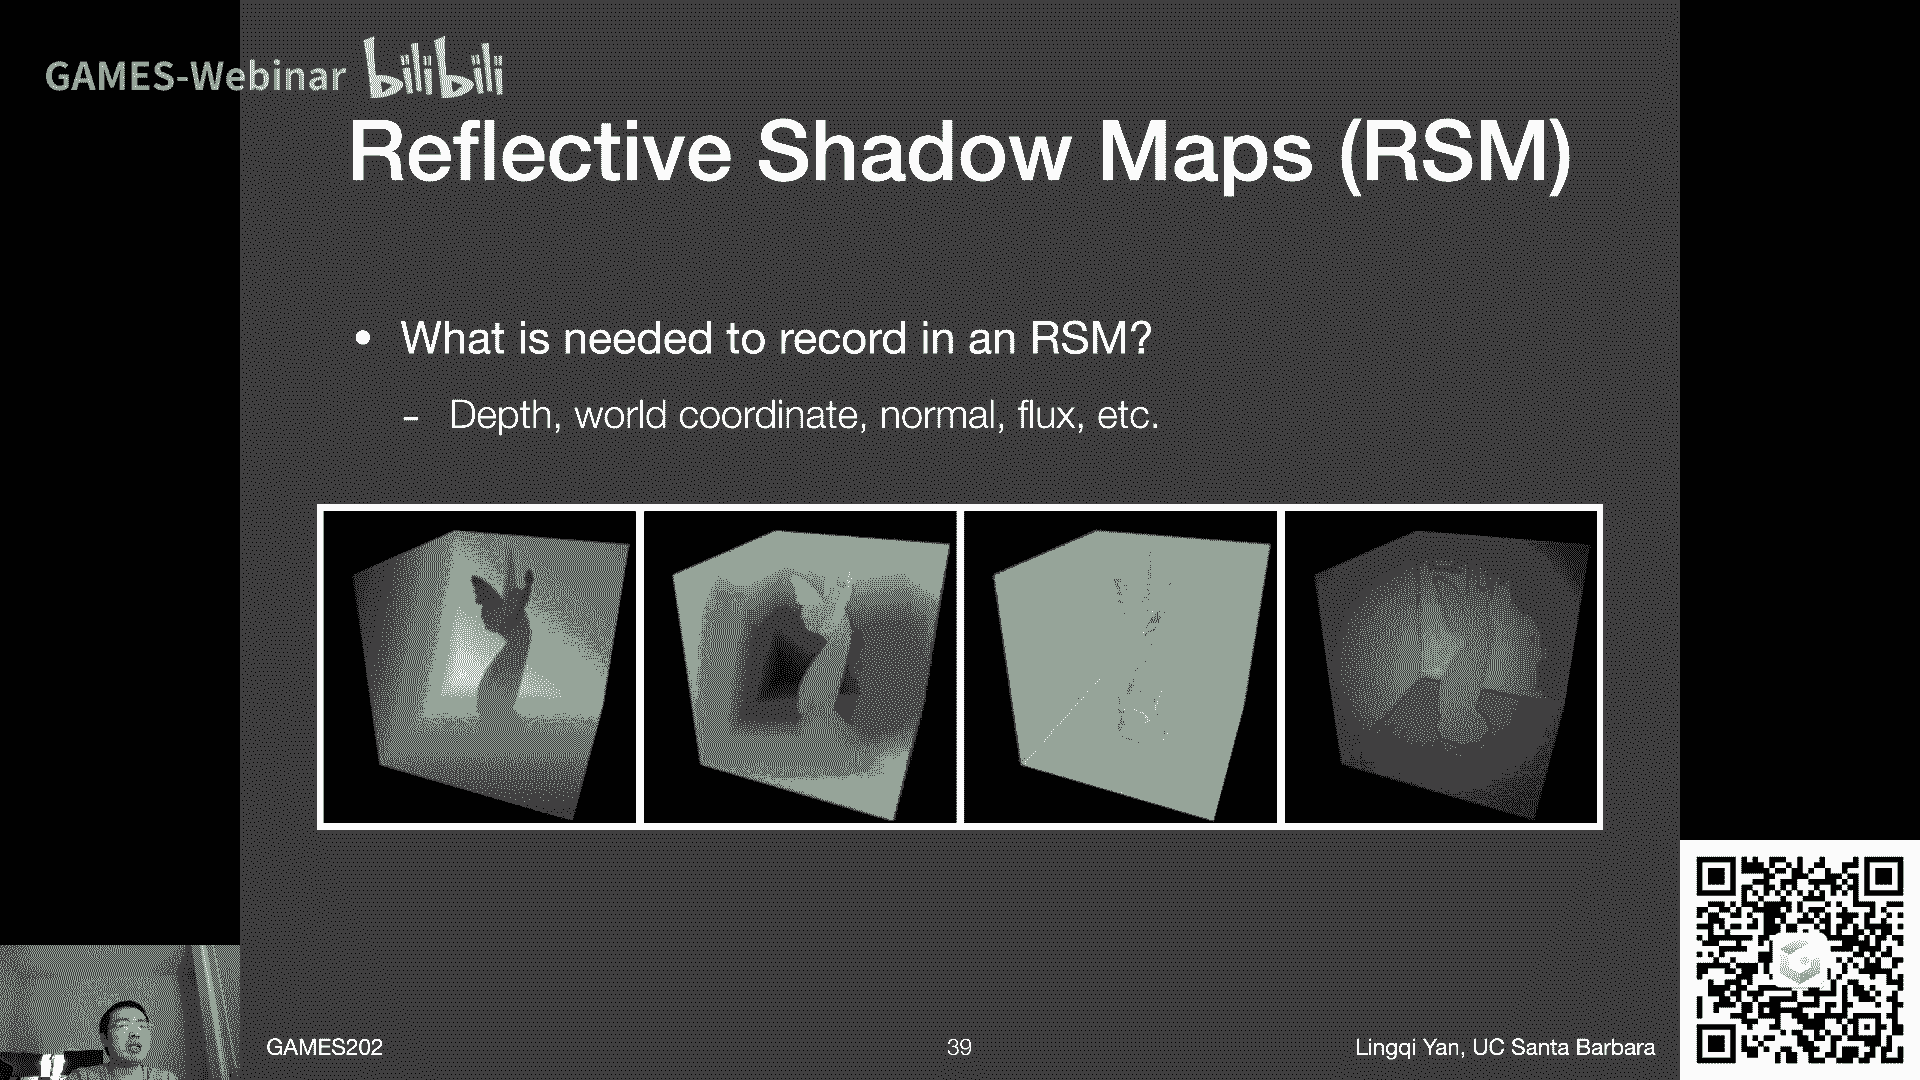 GAMES-Webinar bilibili
Reflective Shadow Maps (RSM)
• What is needed to record in an RSM?
- Depth, world coordinate, normal, flux, etc.
GAMES202
39
Lingqi Yan, UC Santa Barbara